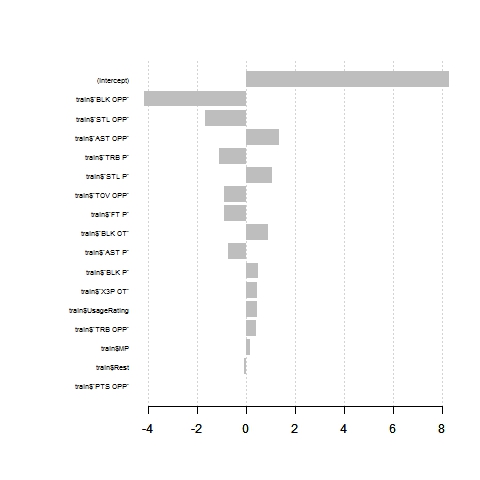 (Intercept)
train$`BLK OPP`
train$`STL OPP`
train$`AST OPP`
train$`TRB P`
train$`STL P`
train$`TOV OPP`
train$`FT P`
train$`BLK OT`
train$`AST P`
train$`BLK P`
train$`X3P OT`
train$UsageRating
train$`TRB OPP`
train$MP
train$Rest
train$`PTS OPP`
-4 -2 0 2 4 6 8